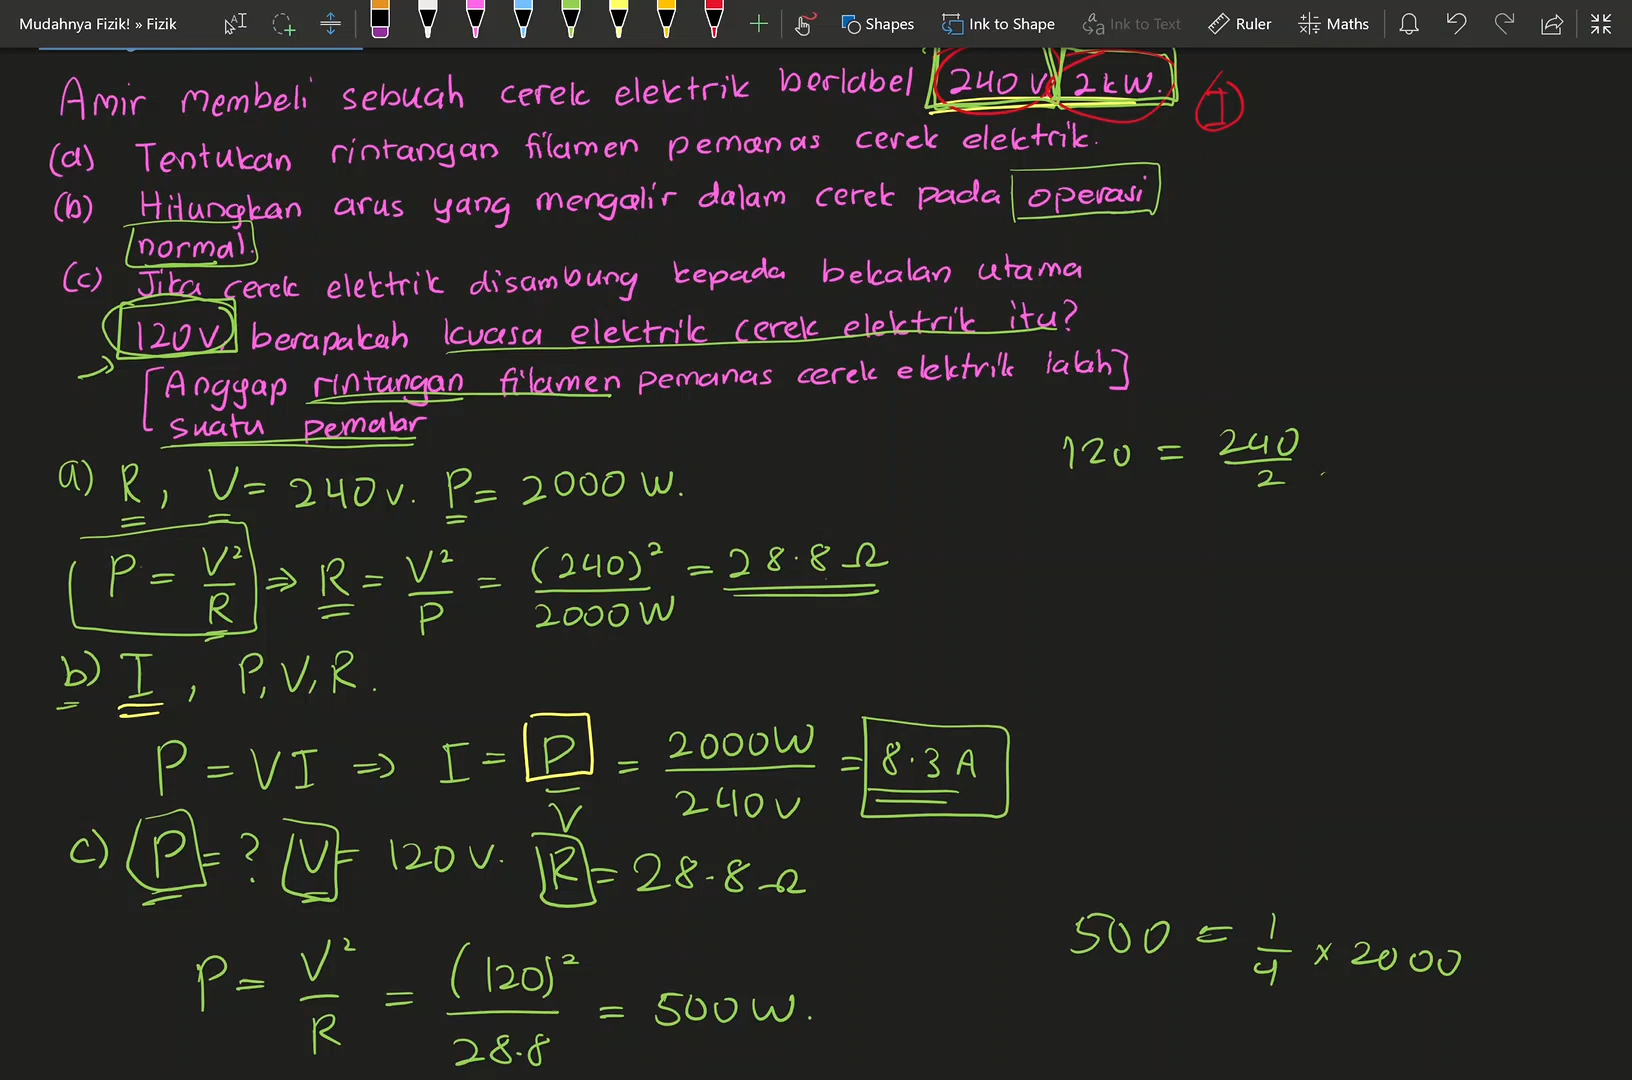 Mudahnya Fizik! » Fizik Shapes Ink to Shape Ink to Text Ruler Maths
Amir membeli sebuah cerek elektrik berlabel 240 V 2 kW. I
(a) Tentukan rintangan filamen pemanas cerek elektrik.
(b) Hitungkan arus yang mengalir dalam cerek pada operasi
normal.
(c) Jika cerek elektrik disambung kepada bekalan utama
120V, berapakah kuasa elektrik cerek elektrik itu?
[Anggap rintangan filamen pemanas cerek elektrik ialah]
suatu pemalar
120 = 240/2
a) R, V = 240 V. P = 2000 W.
P = V²/R ⇒ R = V²/P = (240)²/2000W = 28.8 Ω
b) I, P, V, R.
P = VI ⇒ I = P/V = 2000W/240V = 8.3 A
c) P = ? V = 120 V. R = 28.8 Ω
500 = 1/4 × 2000
P = V²/R = (120)²/28.8 = 500 W.